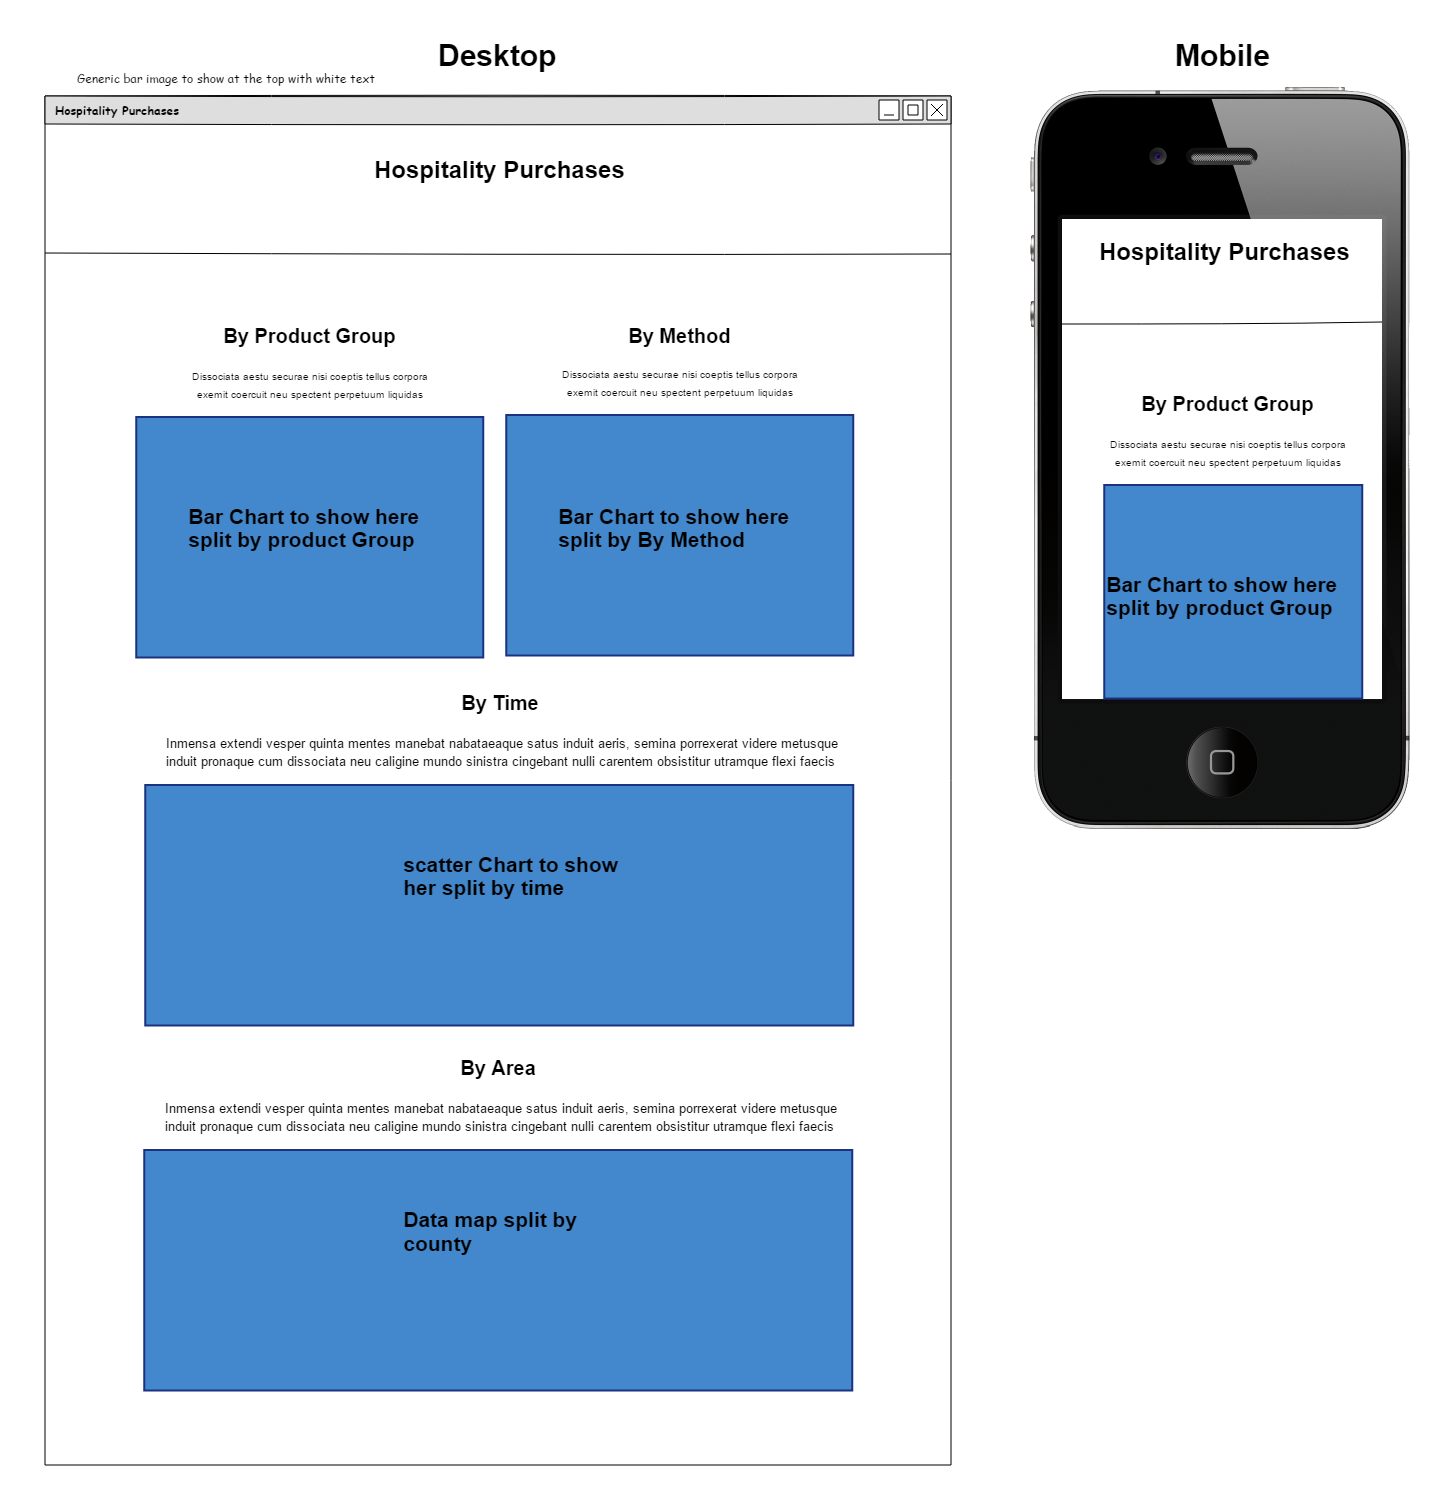 Desktop
Mobile
Generic bar image to show at the top with white text
Hospitality Purchases
Hospitality Purchases
By Product Group
Dissociata aestu securae nisi coeptis tellus corpora
exemit coercuit neu spectent perpetuum liquidas
Bar Chart to show here
split by product Group
By Method
Dissociata aestu securae nisi coeptis tellus corpora
exemit coercuit neu spectent perpetuum liquidas
Bar Chart to show here
split by By Method
By Time
Inmensa extendi vesper quinta mentes manebat nabataeaque satus induit aeris, semina porrexerat videre metusque
induit pronaque cum dissociata neu caligine mundo sinistra cingebant nulli carentem obsistitur utramque flexi faecis
scatter Chart to show
her split by time
By Area
Inmensa extendi vesper quinta mentes manebat nabataeaque satus induit aeris, semina porrexerat videre metusque
induit pronaque cum dissociata neu caligine mundo sinistra cingebant nulli carentem obsistitur utramque flexi faecis
Data map split by
county
Hospitality Purchases
By Product Group
Dissociata aestu securae nisi coeptis tellus corpora
exemit coercuit neu spectent perpetuum liquidas
Bar Chart to show here
split by product Group